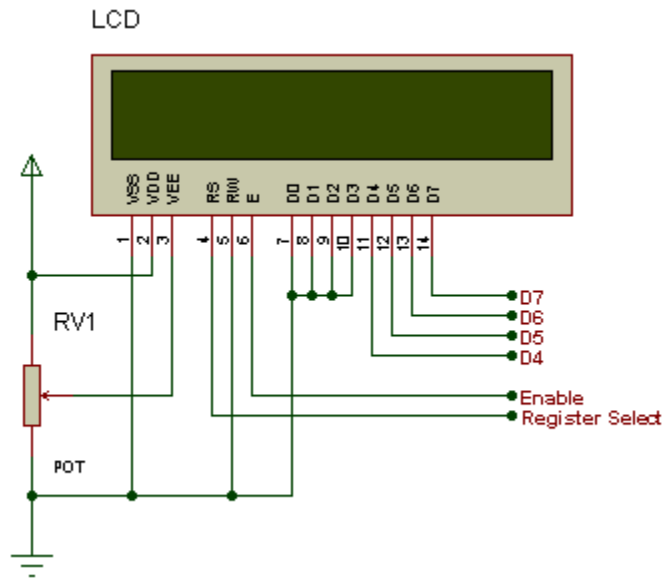 LCD
VSS VDD VEE RS RW E D0 D1 D2 D3 D4 D5 D6 D7
1 2 3 4 5 6 7 8 9 10 11 12 13 14
D7
RV1
D6
D5
D4
Enable
Register Select
POT